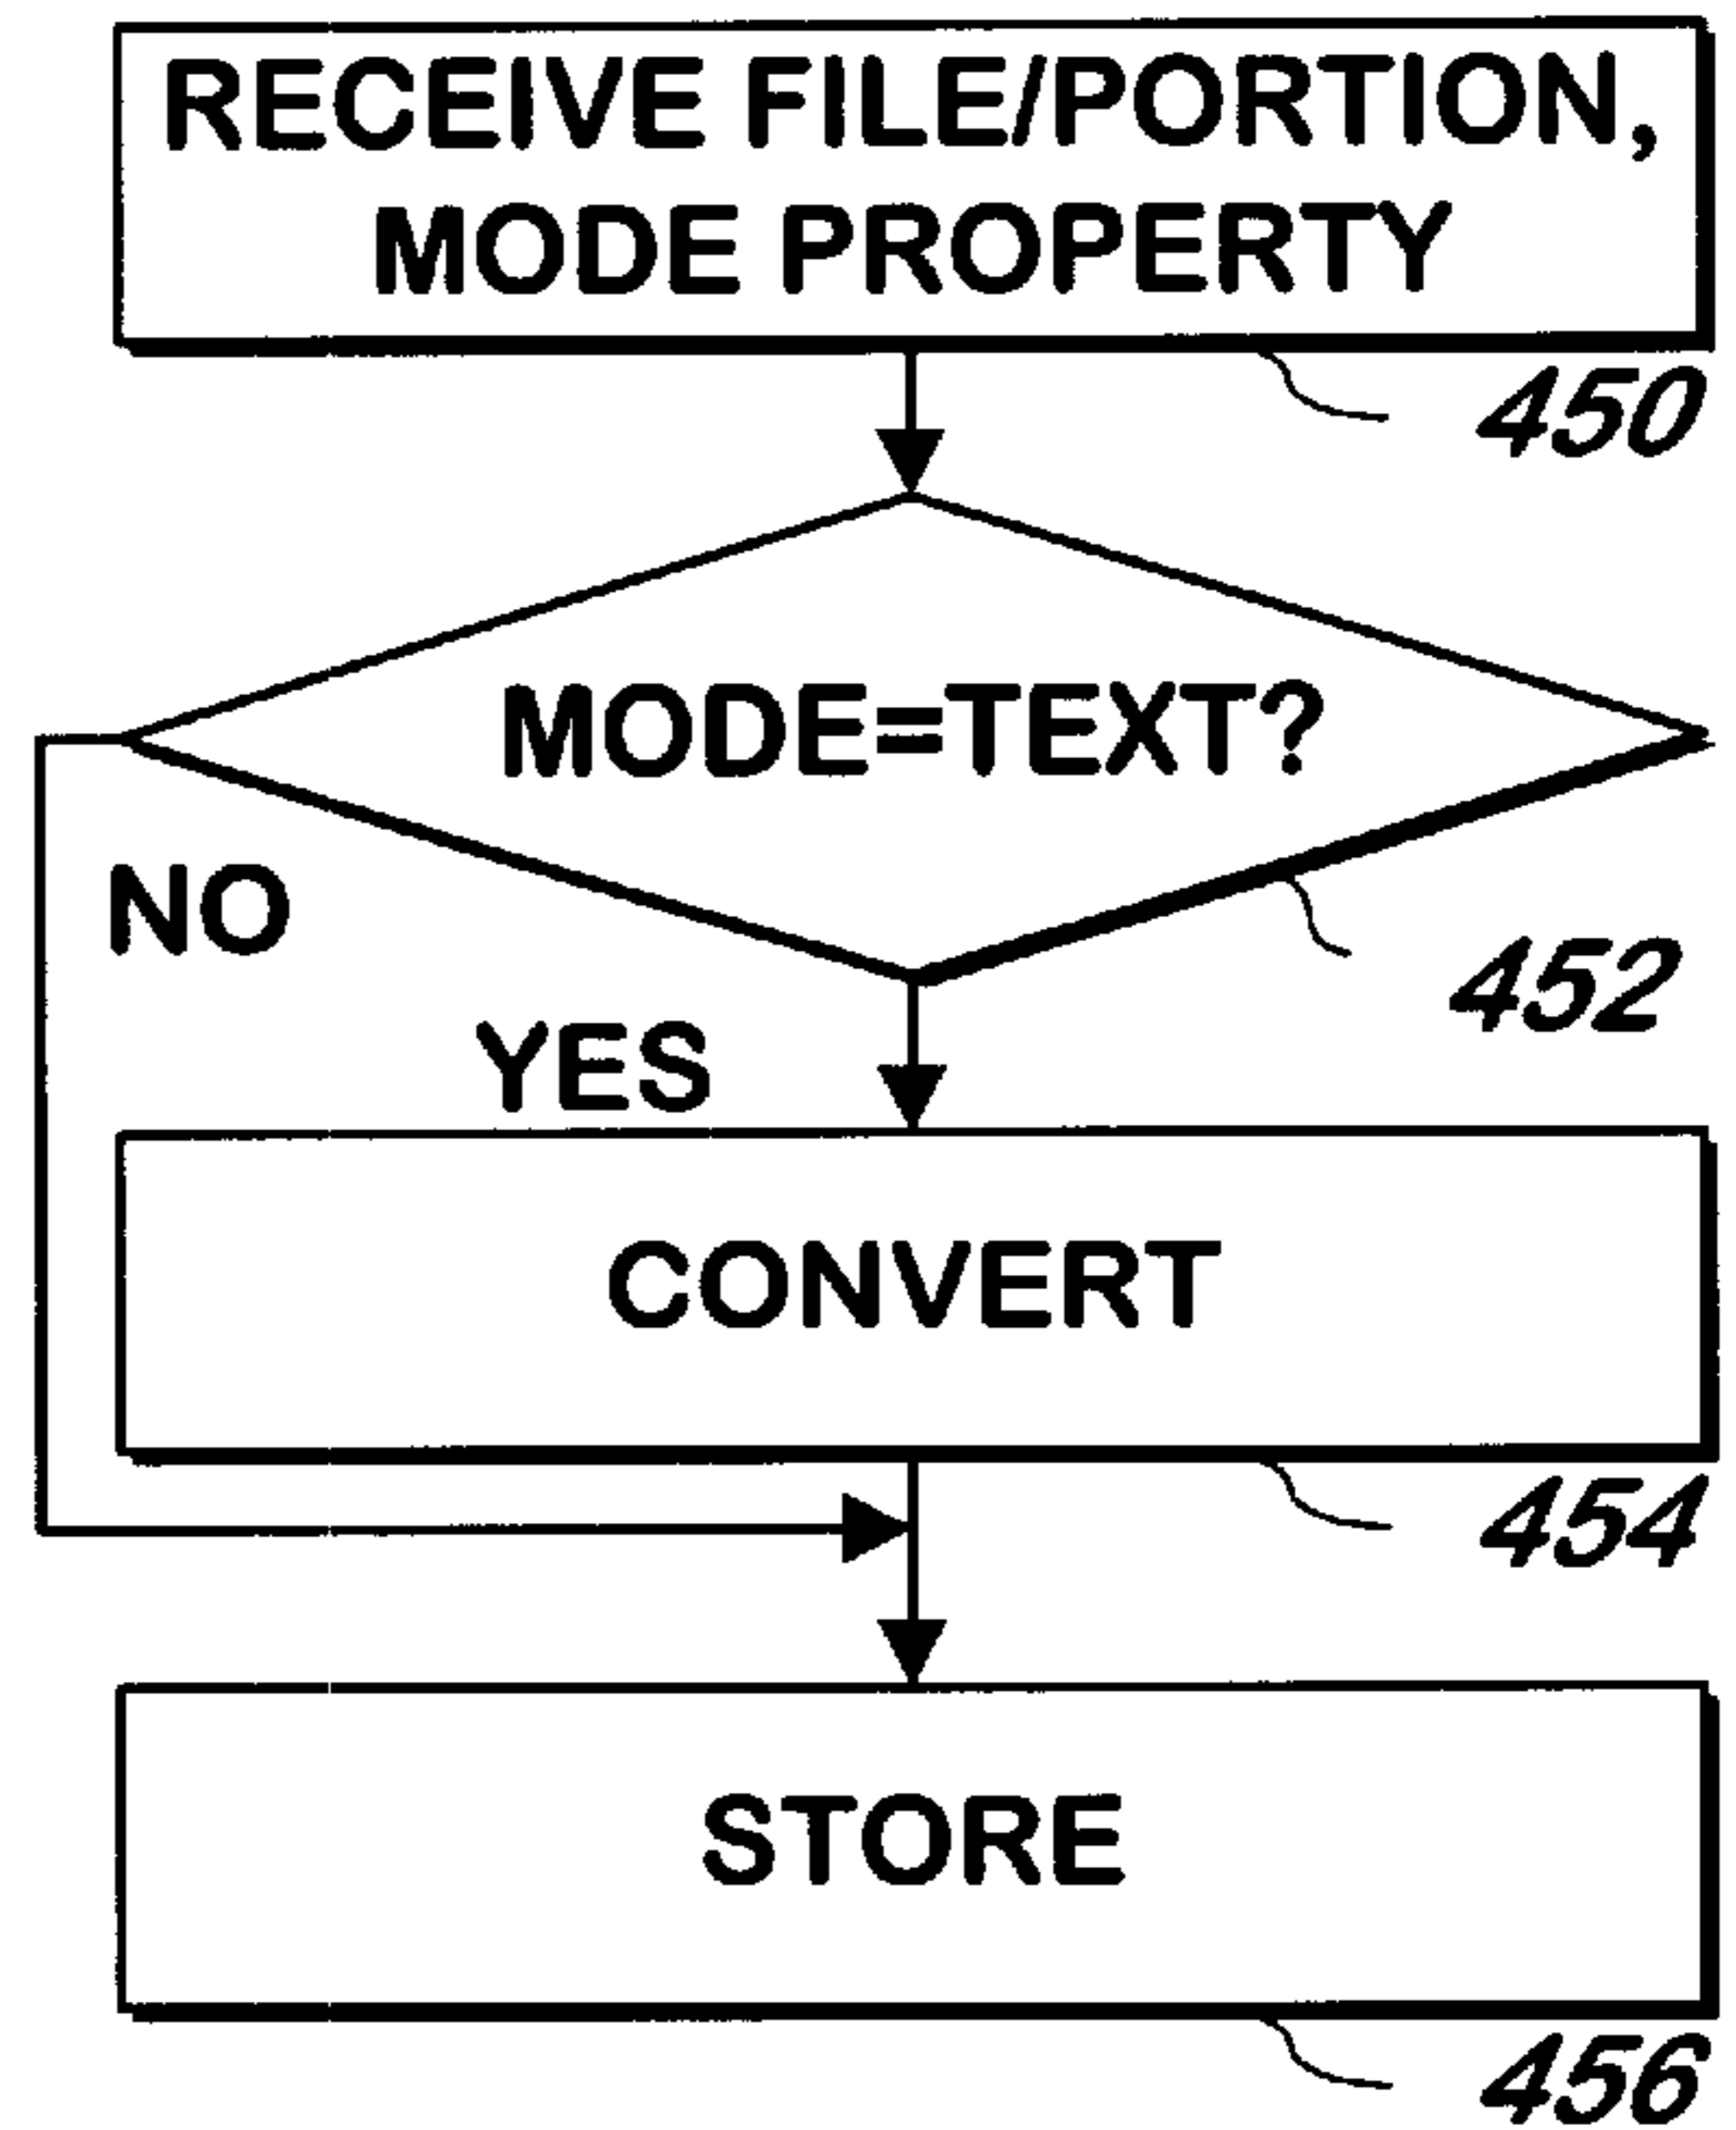 RECEIVE FILE/PORTION,
MODE PROPERTY
450
MODE=TEXT?
NO
452
YES
CONVERT
454
STORE
456